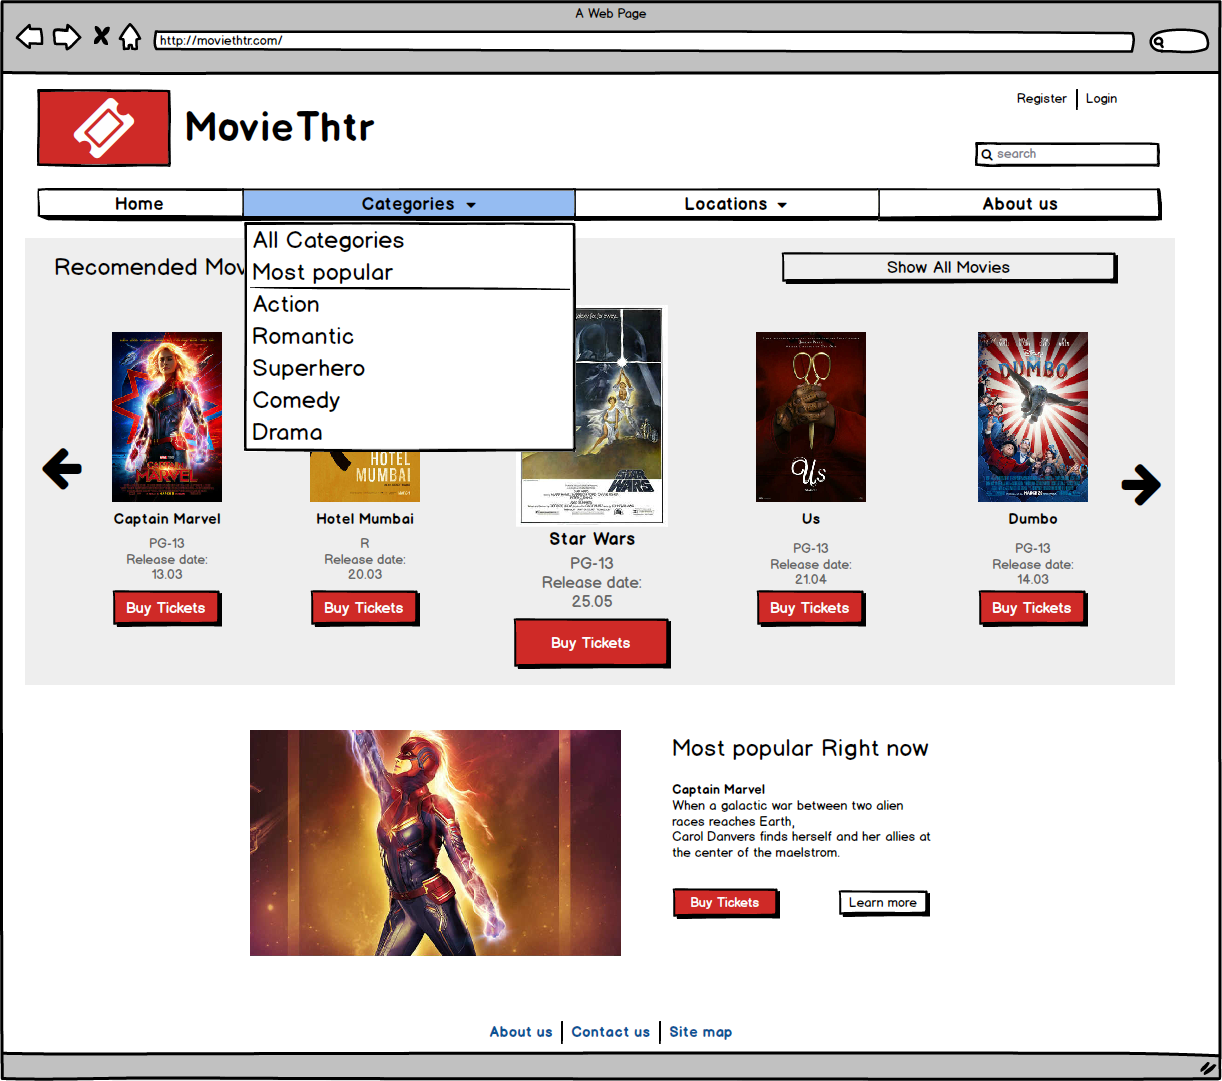 A Web Page
http://moviethtr.com/
Register
Login
MovieThtr
search
Home
Categories
Locations
About us
All Categories
Most popular
Action
Romantic
Superhero
Comedy
Drama
Recomended Mov
Show All Movies
CAPTAIN
MARVEL
HOTEL
MUMBAI
STAR
WARS
Us
DUMBO
Captain Marvel
PG-13
Release date:
13.03
Buy Tickets
Hotel Mumbai
R
Release date:
20.03
Buy Tickets
Star Wars
PG-13
Release date:
25.05
Buy Tickets
Us
PG-13
Release date:
21.04
Buy Tickets
Dumbo
PG-13
Release date:
14.03
Buy Tickets
Most popular Right now
Captain Marvel
When a galactic war between two alien
races reaches Earth,
Carol Danvers finds herself and her allies at
the center of the maelstrom.
Buy Tickets
Learn more
About us
Contact us
Site map